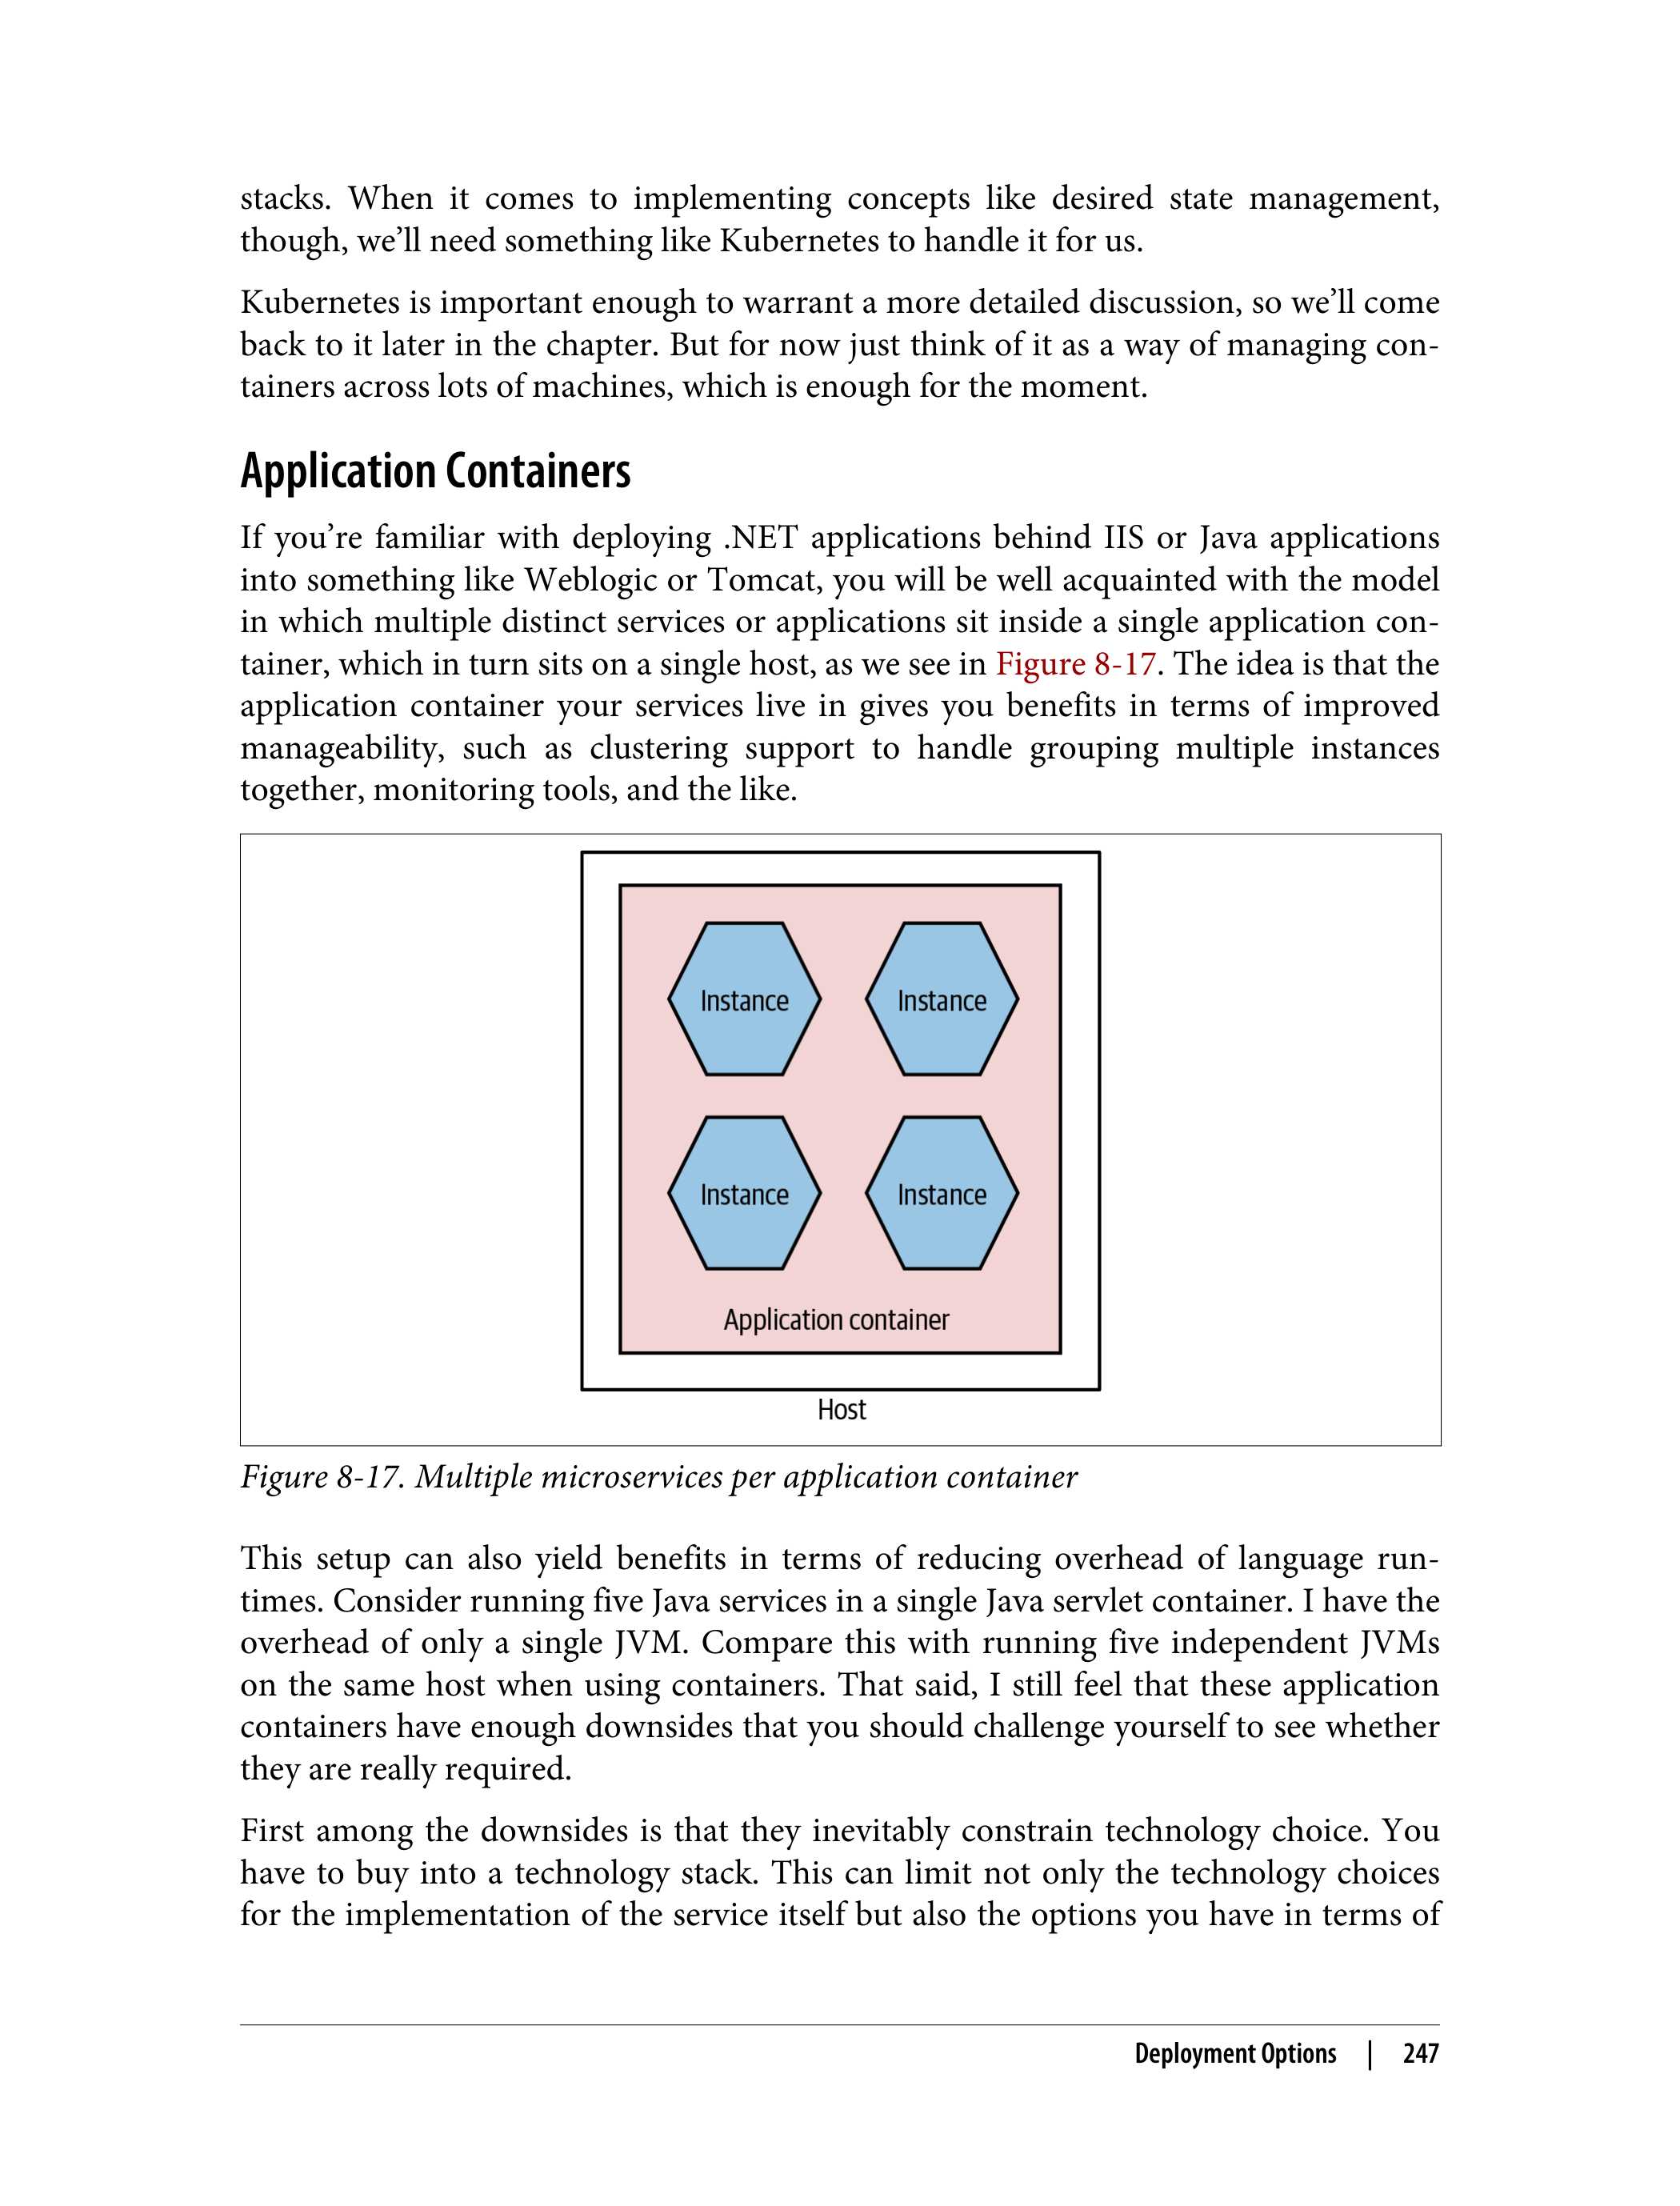 stacks. When it comes to implementing concepts like desired state management,
though, we’ll need something like Kubernetes to handle it for us.
Kubernetes is important enough to warrant a more detailed discussion, so we’ll come
back to it later in the chapter. But for now just think of it as a way of managing con-
tainers across lots of machines, which is enough for the moment.
Application Containers
If you’re familiar with deploying .NET applications behind IIS or Java applications
into something like Weblogic or Tomcat, you will be well acquainted with the model
in which multiple distinct services or applications sit inside a single application con-
tainer, which in turn sits on a single host, as we see in Figure 8-17. The idea is that the
application container your services live in gives you benefits in terms of improved
manageability, such as clustering support to handle grouping multiple instances
together, monitoring tools, and the like.
Instance Instance
Instance Instance
Application container
Host
Figure 8-17. Multiple microservices per application container
This setup can also yield benefits in terms of reducing overhead of language run-
times. Consider running five Java services in a single Java servlet container. I have the
overhead of only a single JVM. Compare this with running five independent JVMs
on the same host when using containers. That said, I still feel that these application
containers have enough downsides that you should challenge yourself to see whether
they are really required.
First among the downsides is that they inevitably constrain technology choice. You
have to buy into a technology stack. This can limit not only the technology choices
for the implementation of the service itself but also the options you have in terms of
Deployment Options | 247